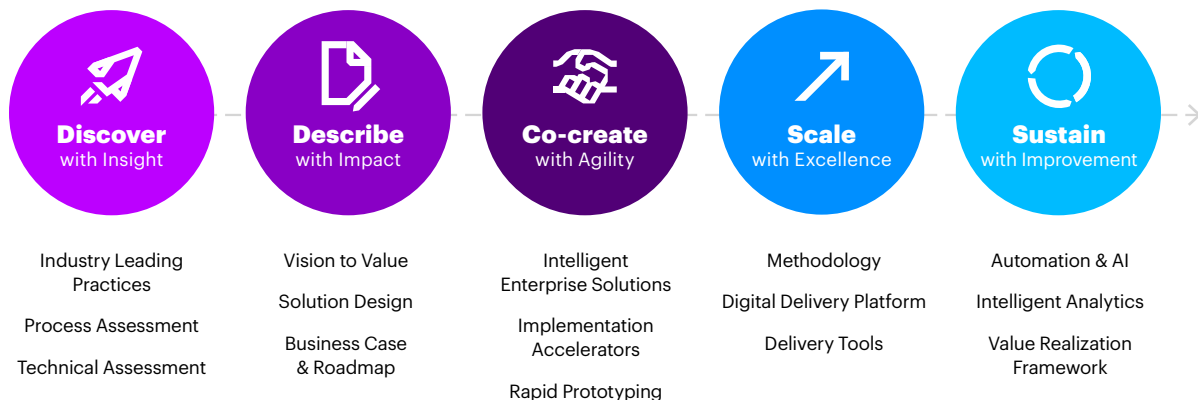 Discover
with Insight
Describe
with Impact
Co-create
with Agility
Scale
with Excellence
Sustain
with Improvement
Industry Leading
Practices
Process Assessment
Technical Assessment
Vision to Value
Solution Design
Business Case
& Roadmap
Intelligent
Enterprise Solutions
Implementation
Accelerators
Rapid Prototyping
Methodology
Digital Delivery Platform
Delivery Tools
Automation & AI
Intelligent Analytics
Value Realization
Framework